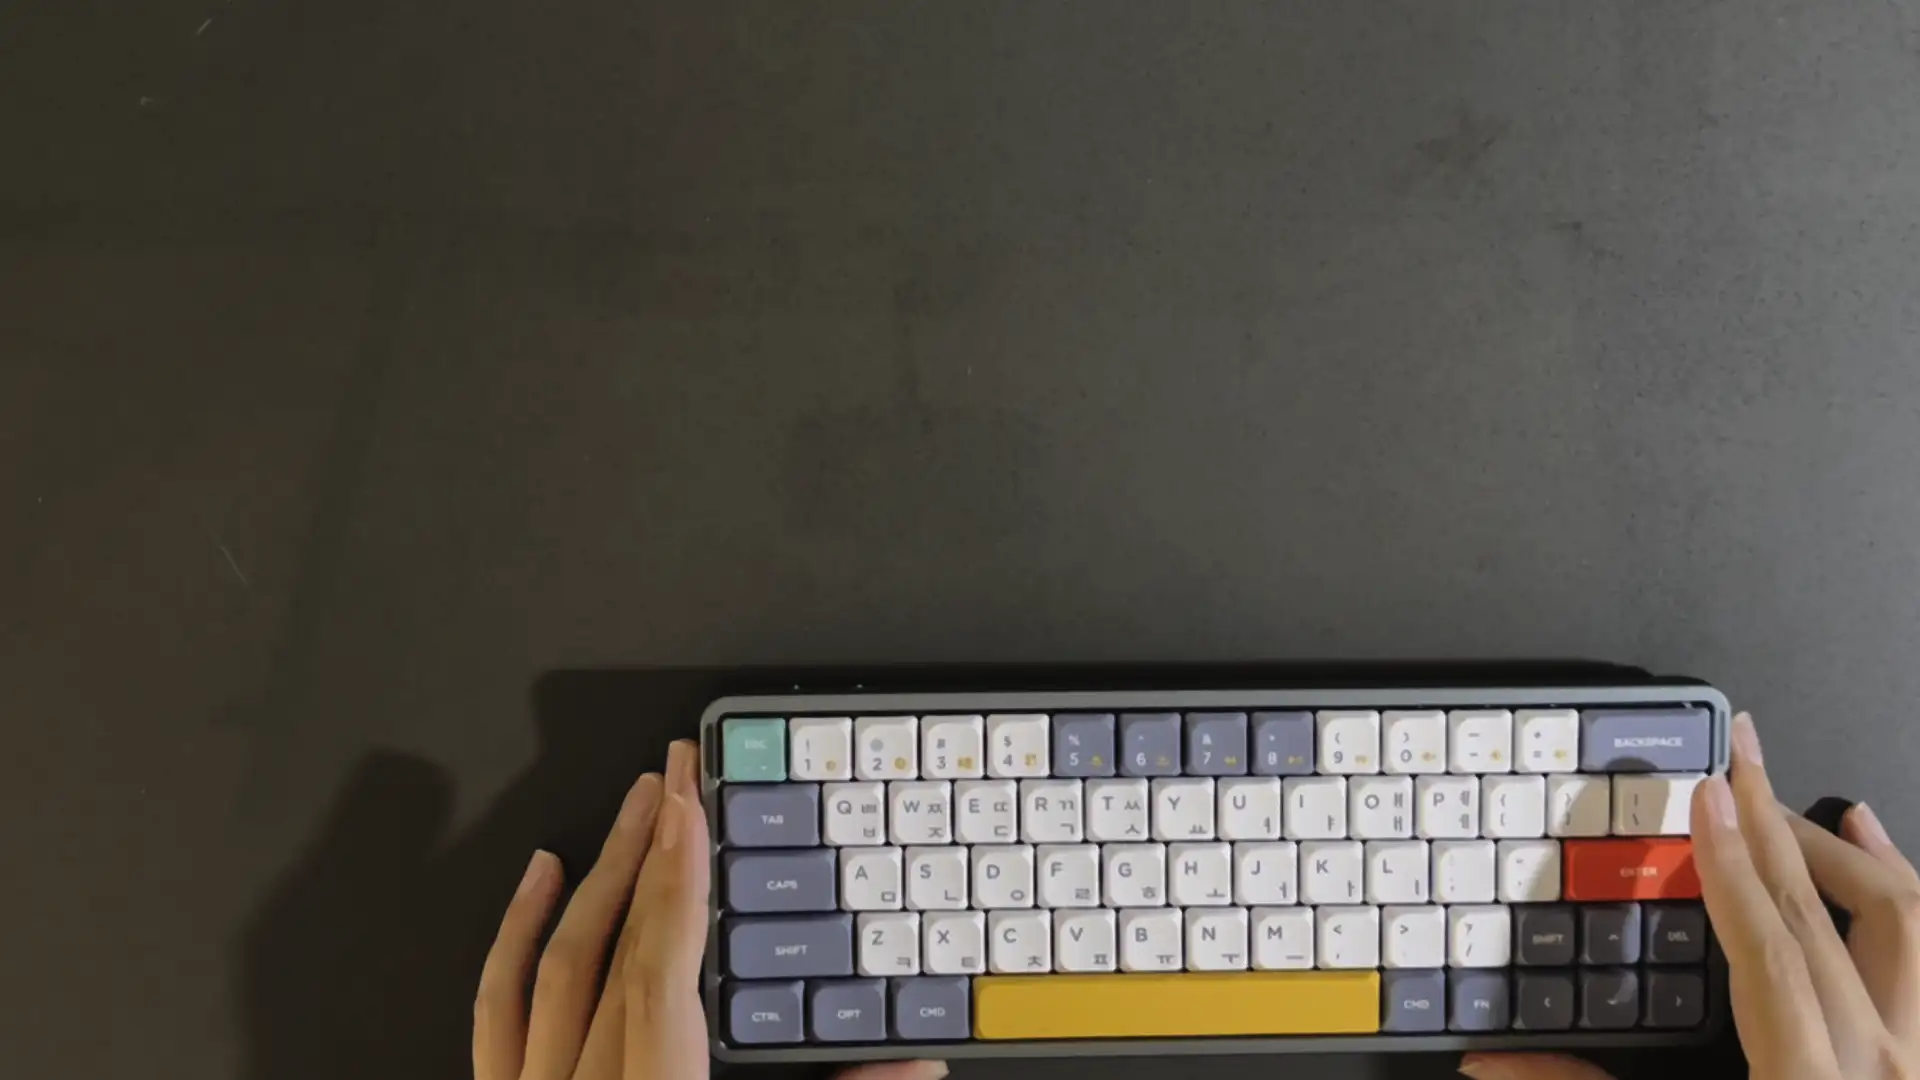 ESC ! 1 @ 2 # 3 $ 4 % 5 ^ 6 & 7 * 8 ( 9 ) 0 - + = BACKSPACE
TAB Q ㅃ ㅂ W ㅉ ㅈ E ㄸ ㄷ R ㄲ ㄱ T ㅆ ㅅ Y ㅛ U ㅕ I ㅑ O ㅒ ㅐ P ㅖ ㅔ { [ } ] | \
CAPS A ㅁ S ㄴ D ㅇ F ㄹ G ㅎ H ㅗ J ㅓ K ㅏ L ㅣ : ; " ' ENTER
SHIFT Z ㅋ X ㅌ C ㅊ V ㅍ B ㅠ N ㅜ M ㅡ < , > . ? / SHIFT DEL
CTRL OPT CMD CMD FN